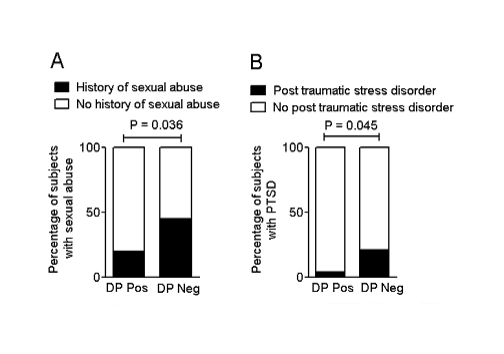 A
History of sexual abuse
No history of sexual abuse
P = 0.036
Percentage of subjects
with sexual abuse
100
50
0
DP Pos DP Neg
B
Post traumatic stress disorder
No post traumatic stress disorder
P = 0.045
Percentage of subjects
with PTSD
100
50
0
DP Pos DP Neg